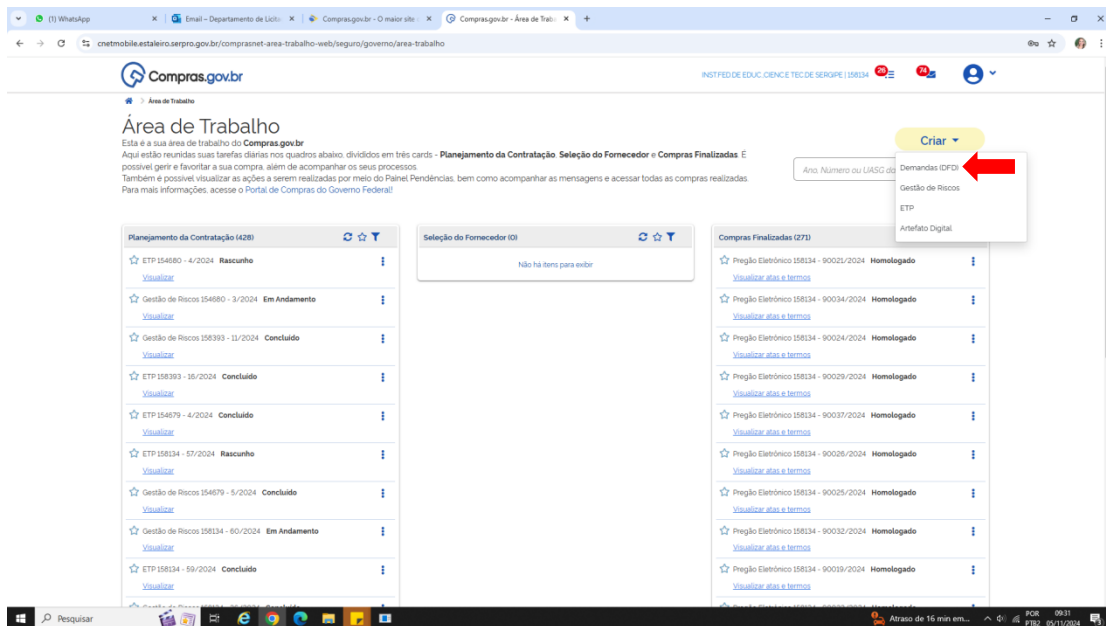 (1) WhatsApp
Email – Departamento de Licita
Compras.gov.br - O maior site
Compras.gov.br - Área de Trab
cnetmobile.estaleiro.serpro.gov.br/comprasnet-area-trabalho-web/seguro/governo/area-trabalho
Compras.gov.br
INST.FED.DE EDUC.,CIENC.E TEC.DE SERGIPE | 158134
26
74
Área de Trabalho
Área de Trabalho
Esta é a sua área de trabalho do Compras.gov.br
Aqui estão reunidas suas tarefas diárias nos quadros abaixo, divididos em três cards - Planejamento da Contratação, Seleção do Fornecedor e Compras Finalizadas. É
possível gerir e favoritar a sua compra, além de acompanhar os seus processos.
Também é possível visualizar as ações a serem realizadas por meio do Painel Pendências, bem como acompanhar as mensagens e acessar todas as compras realizadas.
Para mais informações, acesse o Portal de Compras do Governo Federal!
Criar
Ano, Número ou UASG da
Demandas (DFD)
Gestão de Riscos
ETP
Artefato Digital
Planejamento da Contratação (428)
ETP 154680 - 4/2024 Rascunho
Visualizar
Gestão de Riscos 154680 - 3/2024 Em Andamento
Visualizar
Gestão de Riscos 158393 - 11/2024 Concluído
Visualizar
ETP 158393 - 16/2024 Concluído
Visualizar
ETP 154679 - 4/2024 Concluído
Visualizar
ETP 158134 - 57/2024 Rascunho
Visualizar
Gestão de Riscos 154679 - 5/2024 Concluído
Visualizar
Gestão de Riscos 158134 - 60/2024 Em Andamento
Visualizar
ETP 158134 - 59/2024 Concluído
Visualizar
Seleção do Fornecedor (0)
Não há itens para exibir
Compras Finalizadas (271)
Pregão Eletrônico 158134 - 90021/2024 Homologado
Visualizar atas e termos
Pregão Eletrônico 158134 - 90034/2024 Homologado
Visualizar atas e termos
Pregão Eletrônico 158134 - 90024/2024 Homologado
Visualizar atas e termos
Pregão Eletrônico 158134 - 90029/2024 Homologado
Visualizar atas e termos
Pregão Eletrônico 158134 - 90037/2024 Homologado
Visualizar atas e termos
Pregão Eletrônico 158134 - 90026/2024 Homologado
Visualizar atas e termos
Pregão Eletrônico 158134 - 90025/2024 Homologado
Visualizar atas e termos
Pregão Eletrônico 158134 - 90032/2024 Homologado
Visualizar atas e termos
Pregão Eletrônico 158134 - 90019/2024 Homologado
Visualizar atas e termos
Pesquisar
Atraso de 16 min em...
POR
PTB2
09:31
05/11/2024